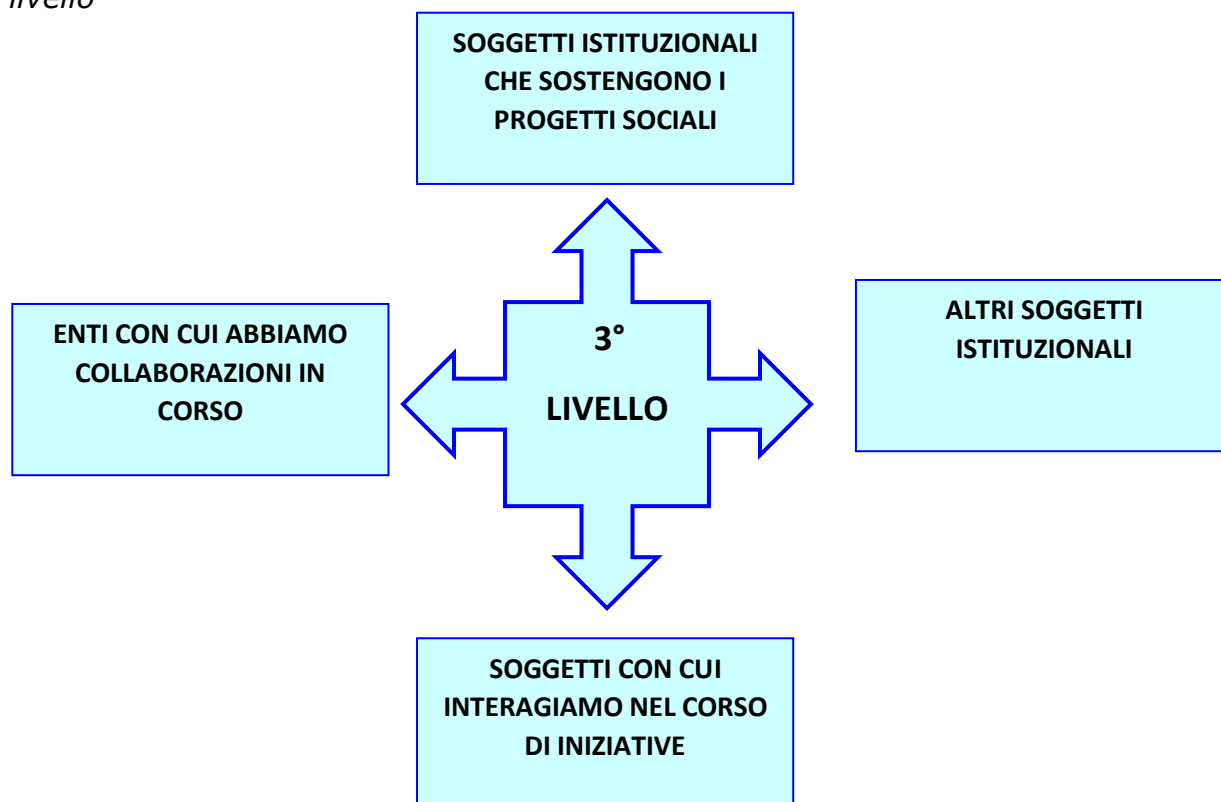 livello
SOGGETTI ISTITUZIONALI
CHE SOSTENGONO I
PROGETTI SOCIALI
ENTI CON CUI ABBIAMO
COLLABORAZIONI IN
CORSO
3°
LIVELLO
ALTRI SOGGETTI
ISTITUZIONALI
SOGGETTI CON CUI
INTERAGIAMO NEL CORSO
DI INIZIATIVE